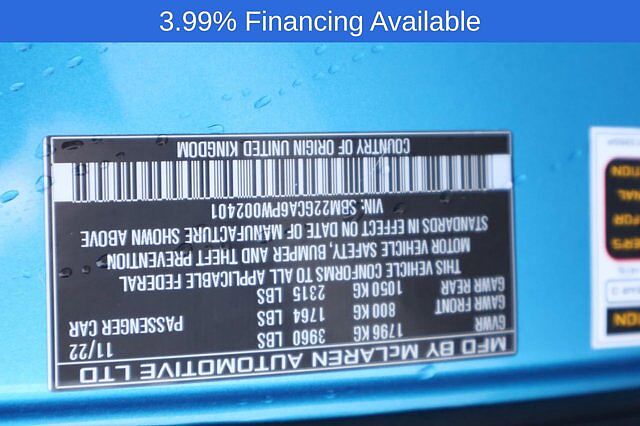 3.99% Financing Available
MFD BY McLAREN AUTOMOTIVE LTD
GVWR 1796 KG 3960 LBS 11/22
GAWR FRONT 800 KG 1764 LBS PASSENGER CAR
GAWR REAR 1050 KG 2315 LBS
THIS VEHICLE CONFORMS TO ALL APPLICABLE FEDERAL
MOTOR VEHICLE SAFETY, BUMPER AND THEFT PREVENTION
STANDARDS IN EFFECT ON DATE OF MANUFACTURE SHOWN ABOVE
VIN: SBM22GCA6PW002401
COUNTRY OF ORIGIN UNITED KINGDOM